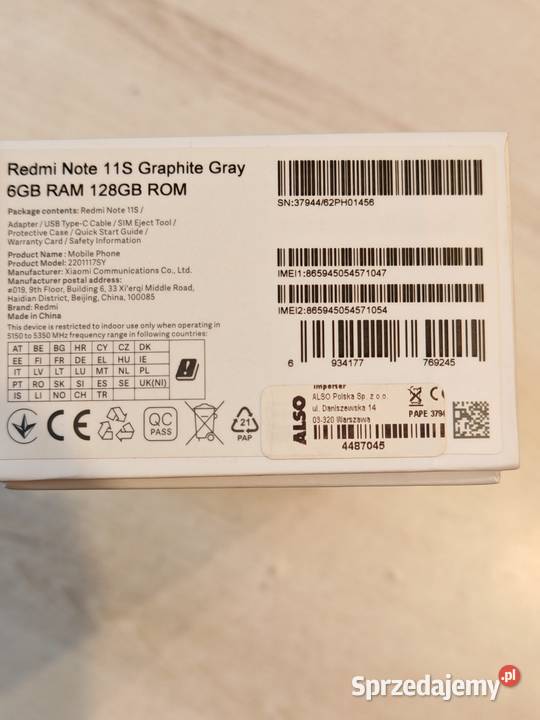 Redmi Note 11S Graphite Gray
6GB RAM 128GB ROM
Package contents: Redmi Note 11S /
Adapter / USB Type-C Cable / SIM Eject Tool /
Protective Case / Quick Start Guide /
Warranty Card / Safety Information
Product Name: Mobile Phone
Product Model: 2201117SY
Manufacturer: Xiaomi Communications Co., Ltd.
#019, 9th Floor, Building 6, 33 Xi'erqi Middle Road,
Haidian District, Beijing, China, 100085
Brand: Redmi
Made in China
This device is restricted to indoor use only when operating in
5150 to 5350 MHz frequency range in following countries:
AT BE BG HR CY CZ DK
EE FI FR DE EL HU IE
IT LV LT LU MT NL PL
PT RO SK SI ES SE UK(NI)
IS LI NO CH TR
CE
QC
PASS
21
PAP
SN:37944/62PH01456
IMEI1:865945054571047
IMEI2:865945054571054
6 934177 769245
ALSO
Importer
ALSO Polska Sp. z o.o.
ul. Daniszewska 14
03-320 Warszawa
PAPE 3794
4487045
Sprzedajemy.pl